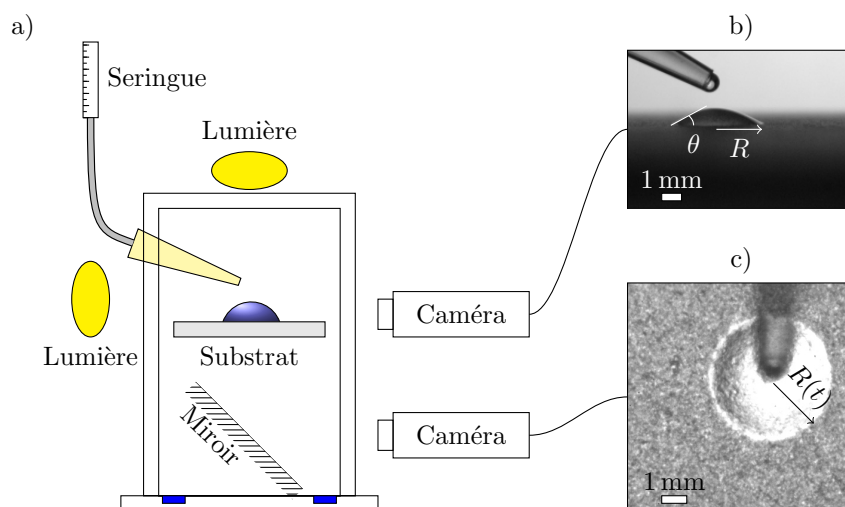 a)
Seringue
Lumière
Lumière
Substrat
Miroir
Caméra
Caméra
b)
θ
R
1 mm
c)
R(t)
1 mm